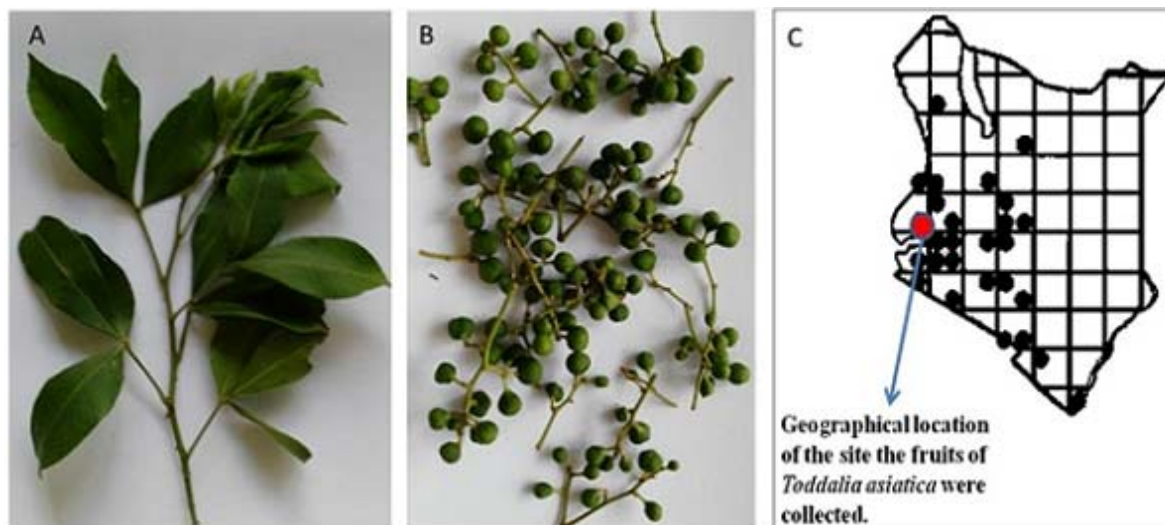 A
B
C
Geographical location
of the site the fruits of
Toddalia asiatica were
collected.